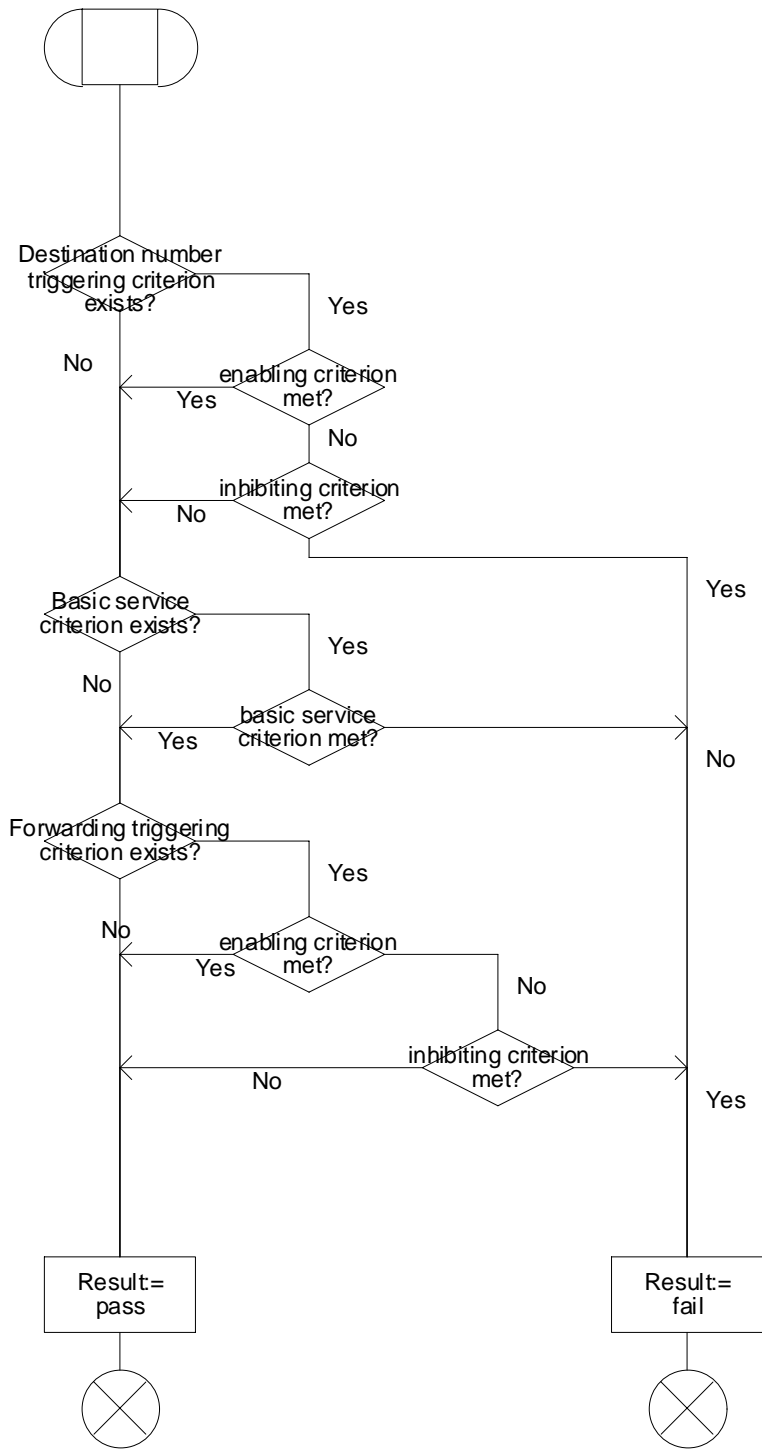 Destination number
triggering criterion
exists?
Yes
No
enabling criterion
met?
Yes
No
inhibiting criterion
met?
No
Yes
Basic service
criterion exists?
Yes
No
basic service
criterion met?
Yes
No
Forwarding triggering
criterion exists?
Yes
No
enabling criterion
met?
Yes
No
inhibiting criterion
met?
No
Yes
Result:=
pass
Result:=
fail